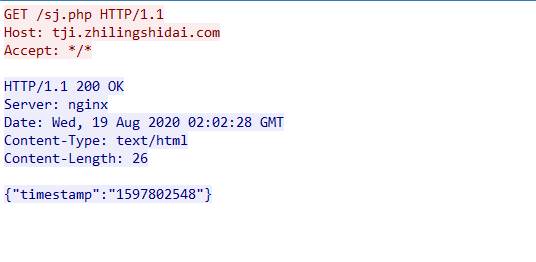 GET /sj.php HTTP/1.1
Host: tji.zhilingshidai.com
Accept: */*
HTTP/1.1 200 OK
Server: nginx
Date: Wed, 19 Aug 2020 02:02:28 GMT
Content-Type: text/html
Content-Length: 26
{"timestamp":"1597802548"}